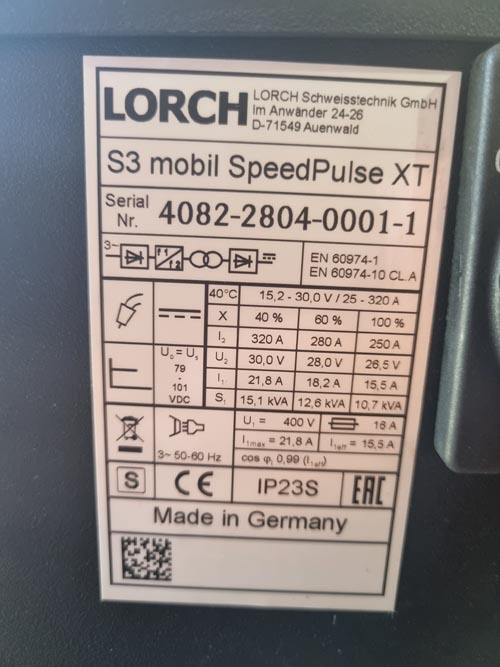 LORCH
LORCH Schweisstechnik GmbH
Im Anwänder 24-26
D-71549 Auenwald
S3 mobil SpeedPulse XT
Serial Nr. 4082-2804-0001-1
3~
f1
f2
EN 60974-1
EN 60974-10 CL.A
40°C 15,2 - 30,0 V / 25 - 320 A
X 40 % 60 % 100 %
I₂ 320 A 280 A 250 A
U₀ = Uₛ
79
-
101
VDC
U₂ 30,0 V 28,0 V 26,5 V
I₁ 21,8 A 18,2 A 15,5 A
S₁ 15,1 kVA 12,6 kVA 10,7 kVA
3~ 50-60 Hz
U₁ = 400 V 16 A
I₁max = 21,8 A I₁eff = 15,5A
cos φ₁ 0,99 (I₁eff)
S CE IP23S EAC
Made in Germany